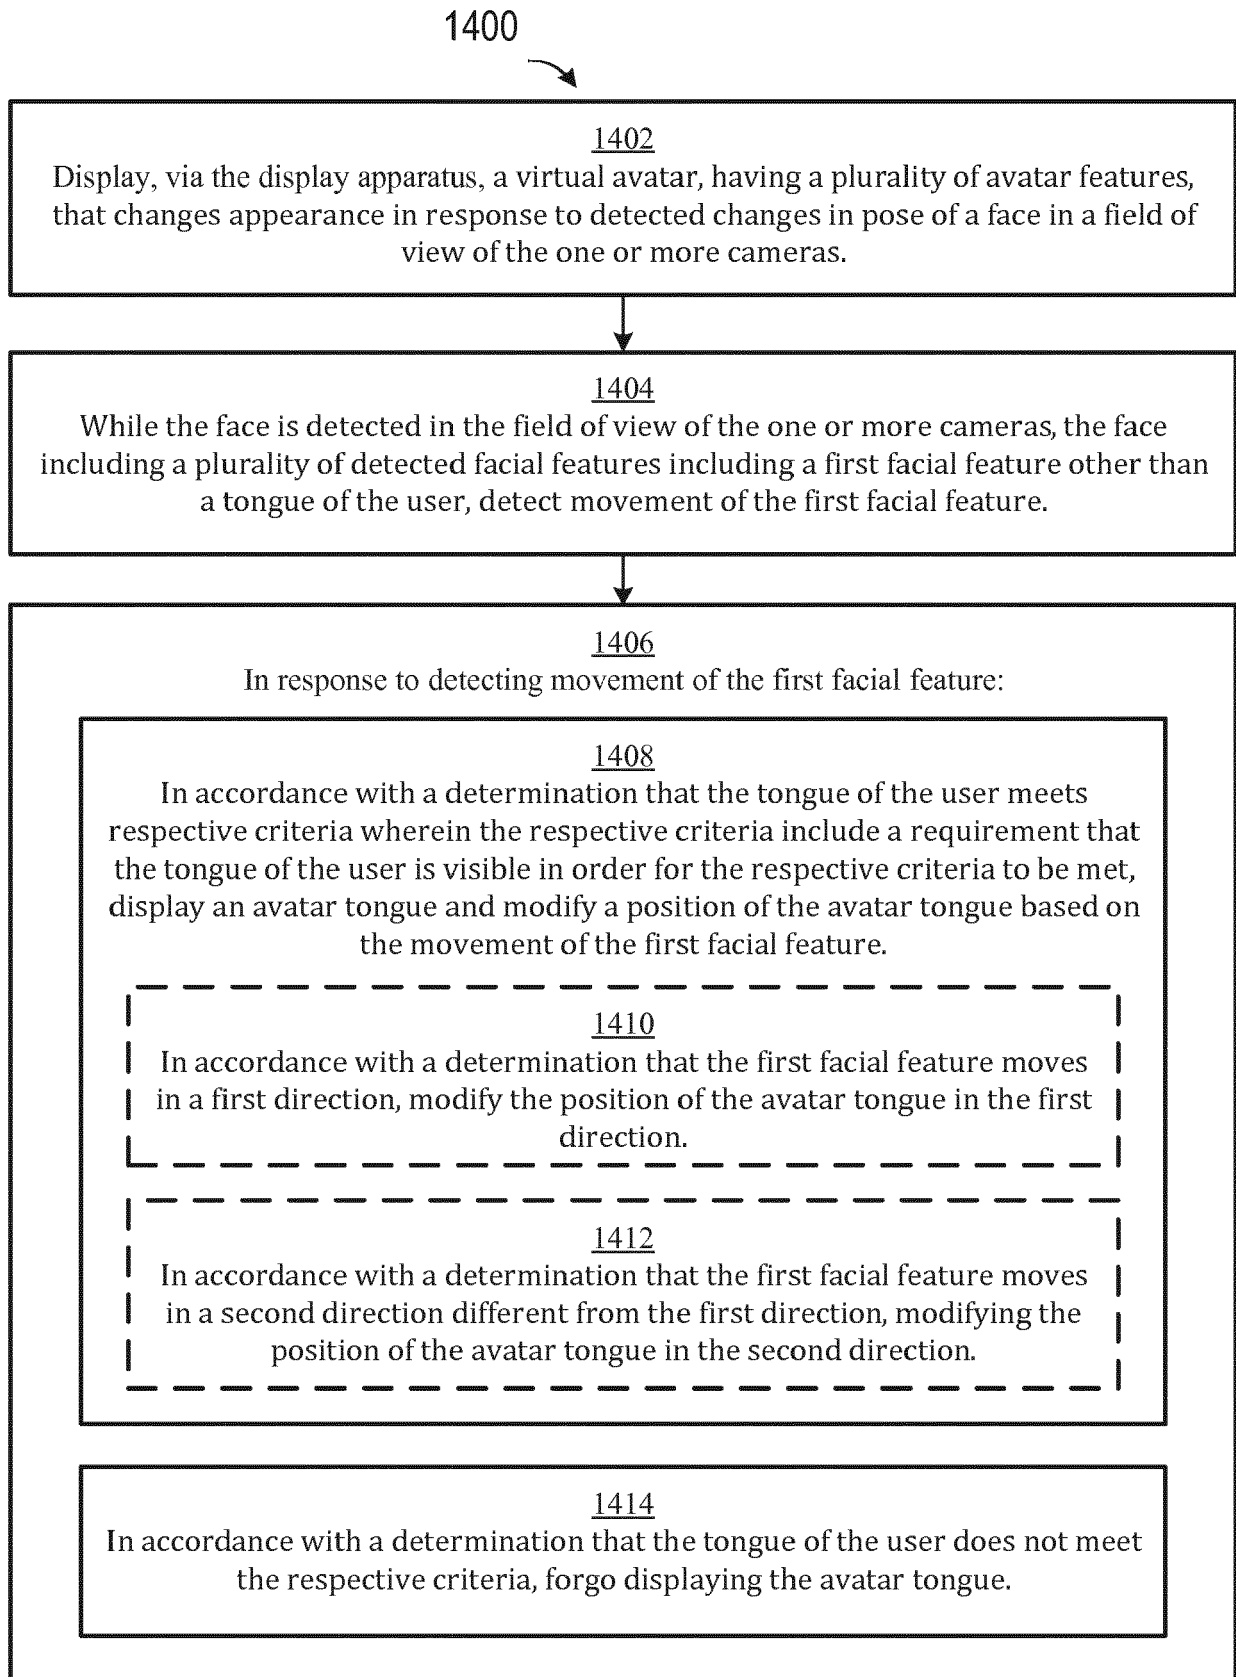 1400
1402
Display, via the display apparatus, a virtual avatar, having a plurality of avatar features,
that changes appearance in response to detected changes in pose of a face in a field of
view of the one or more cameras.
1404
While the face is detected in the field of view of the one or more cameras, the face
including a plurality of detected facial features including a first facial feature other than
a tongue of the user, detect movement of the first facial feature.
1406
In response to detecting movement of the first facial feature:
1408
In accordance with a determination that the tongue of the user meets
respective criteria wherein the respective criteria include a requirement that
the tongue of the user is visible in order for the respective criteria to be met,
display an avatar tongue and modify a position of the avatar tongue based on
the movement of the first facial feature.
1410
In accordance with a determination that the first facial feature moves
in a first direction, modify the position of the avatar tongue in the first
direction.
1412
In accordance with a determination that the first facial feature moves
in a second direction different from the first direction, modifying the
position of the avatar tongue in the second direction.
1414
In accordance with a determination that the tongue of the user does not meet
the respective criteria, forgo displaying the avatar tongue.